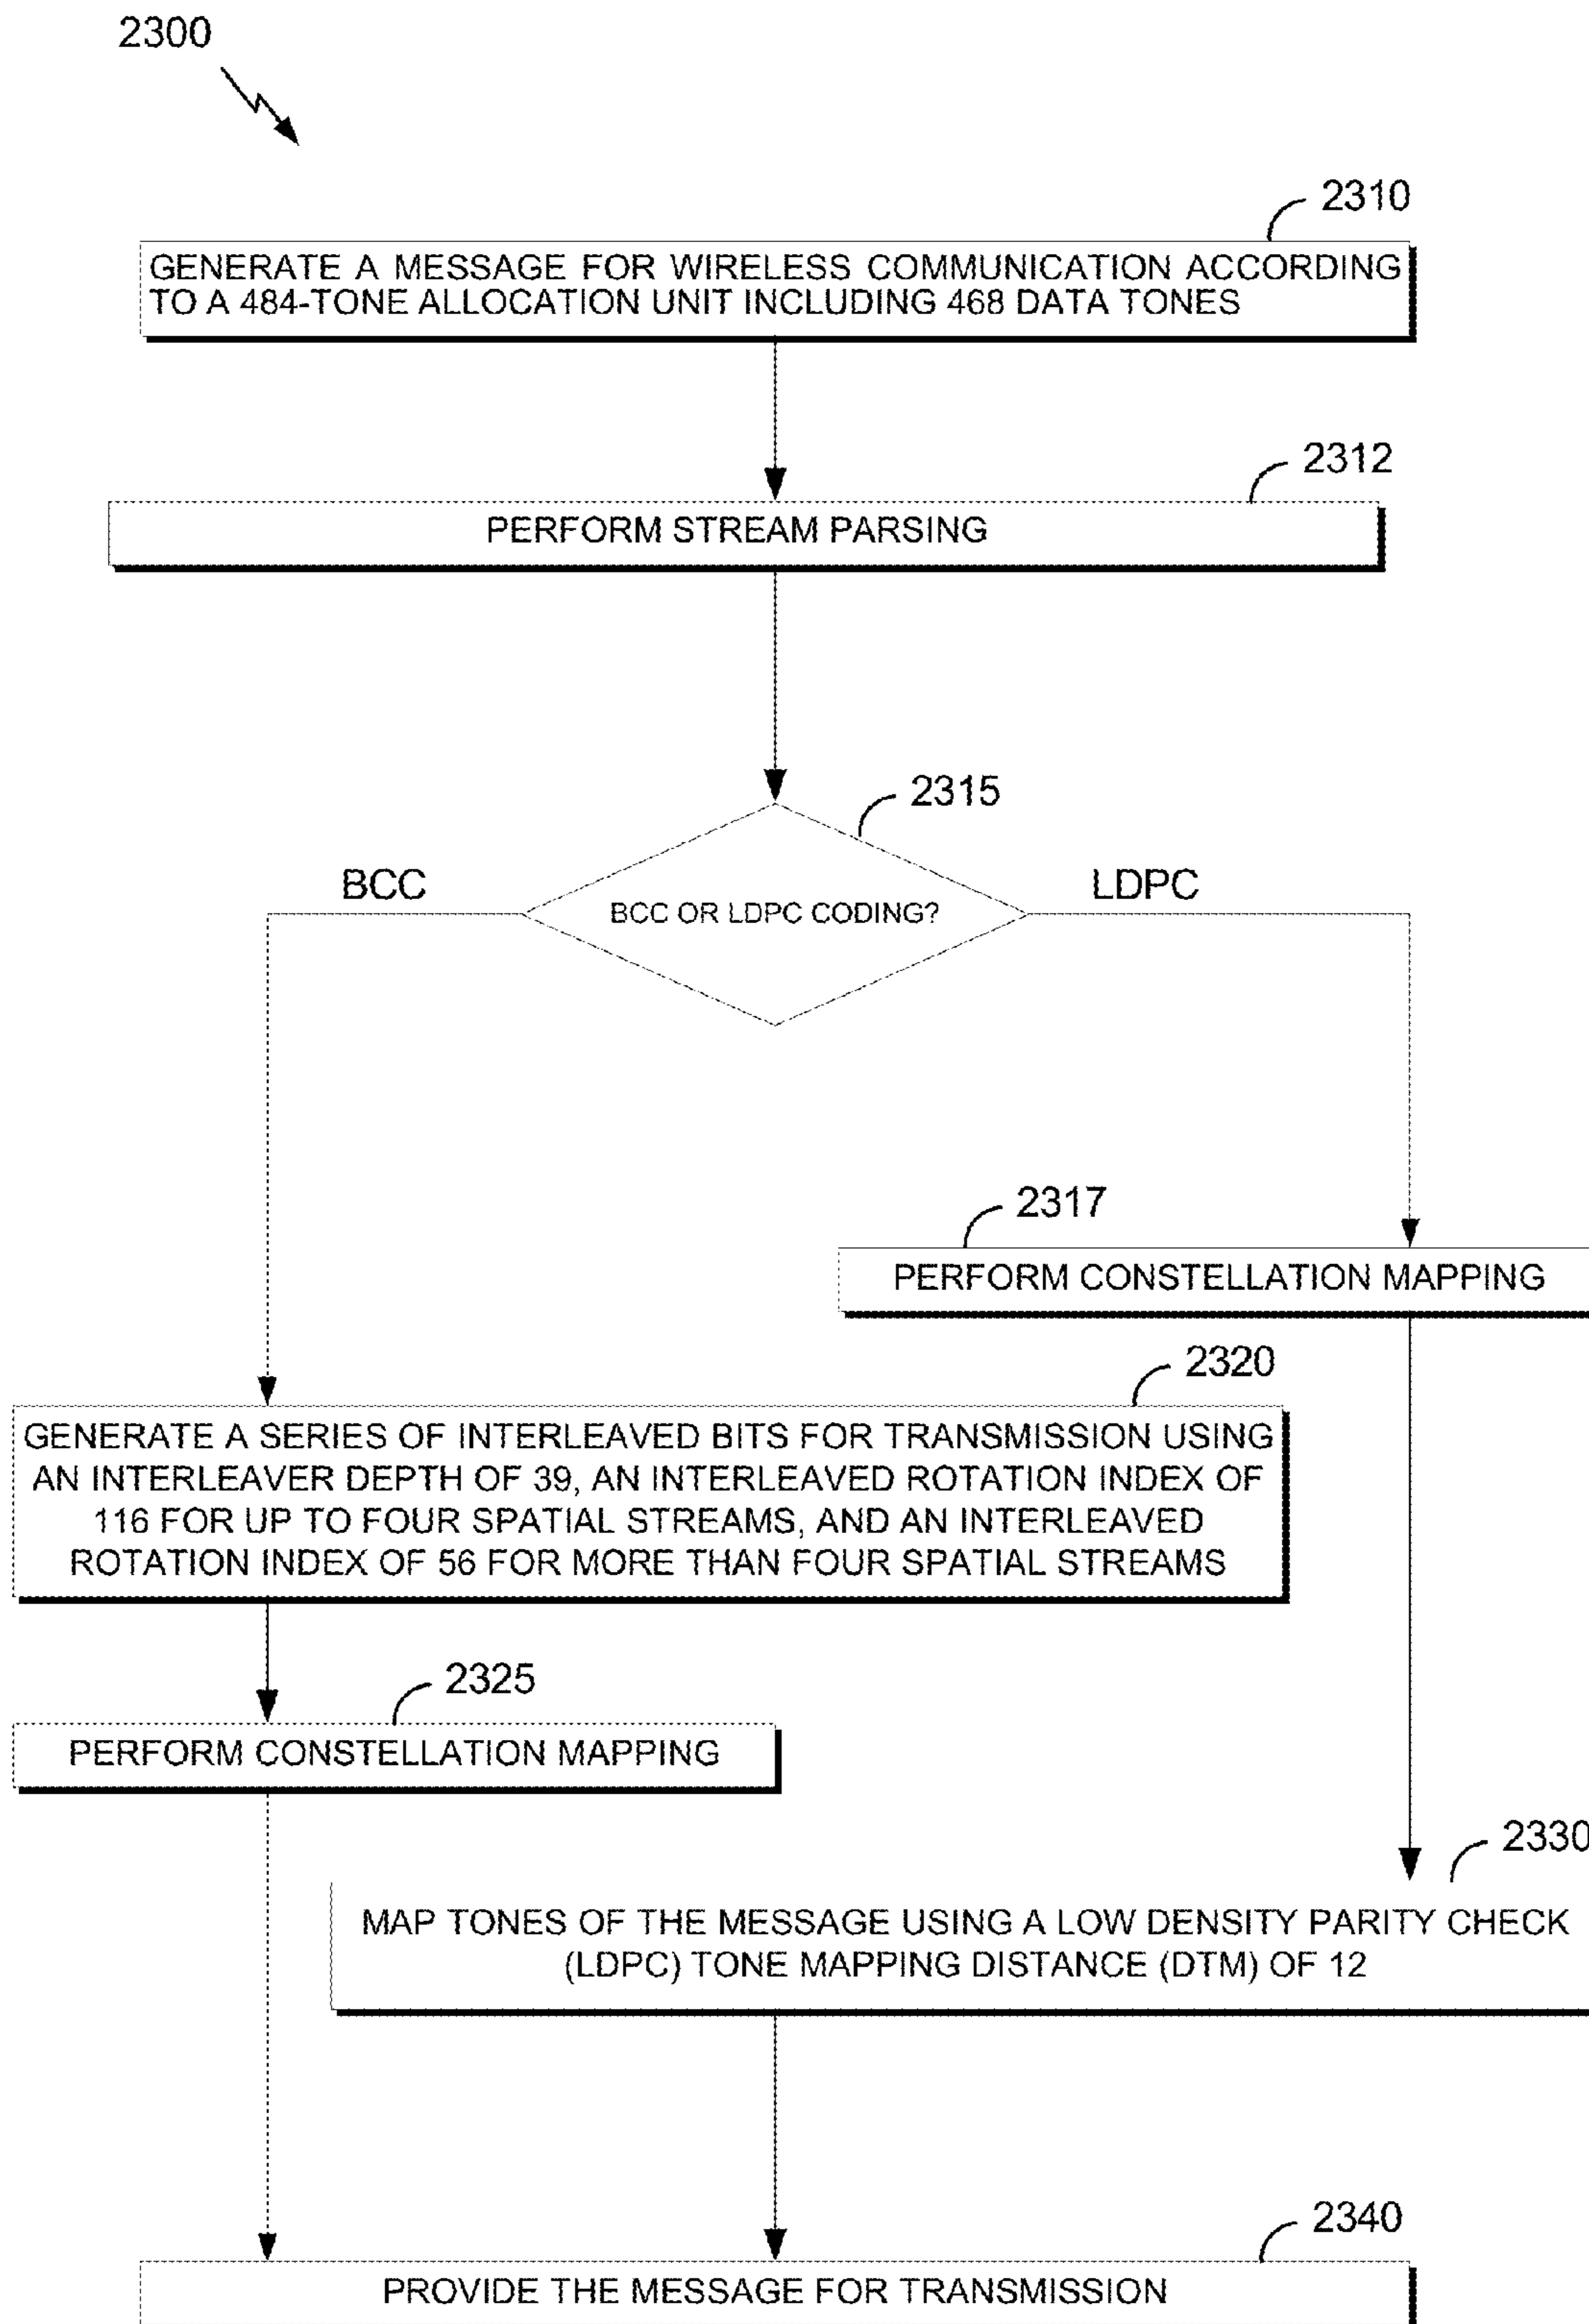 2300
2310
GENERATE A MESSAGE FOR WIRELESS COMMUNICATION ACCORDING
TO A 484-TONE ALLOCATION UNIT INCLUDING 468 DATA TONES
2312
PERFORM STREAM PARSING
2315
BCC
BCC OR LDPC CODING?
LDPC
2317
PERFORM CONSTELLATION MAPPING
2320
GENERATE A SERIES OF INTERLEAVED BITS FOR TRANSMISSION USING
AN INTERLEAVER DEPTH OF 39, AN INTERLEAVED ROTATION INDEX OF
116 FOR UP TO FOUR SPATIAL STREAMS, AND AN INTERLEAVED
ROTATION INDEX OF 56 FOR MORE THAN FOUR SPATIAL STREAMS
2325
PERFORM CONSTELLATION MAPPING
2330
MAP TONES OF THE MESSAGE USING A LOW DENSITY PARITY CHECK
(LDPC) TONE MAPPING DISTANCE (DTM) OF 12
2340
PROVIDE THE MESSAGE FOR TRANSMISSION